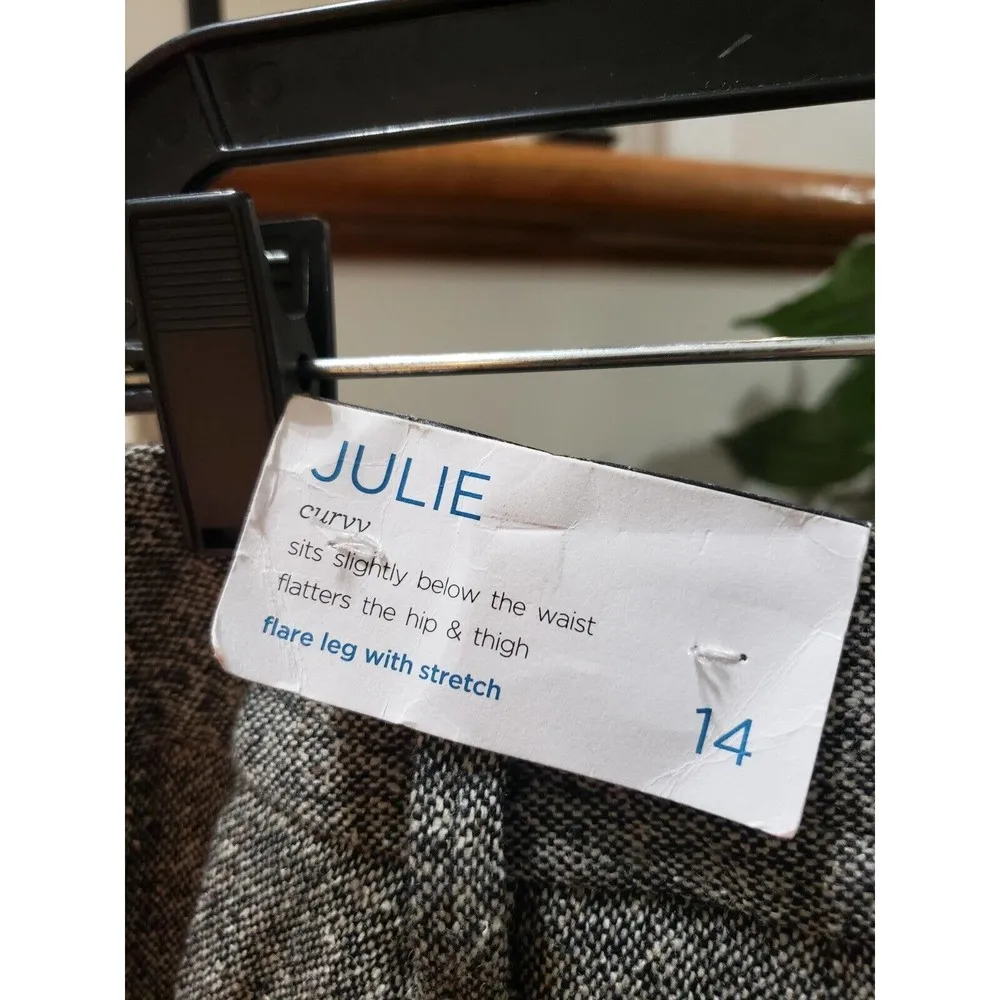 JULIE
curvy
sits slightly below the waist
flatters the hip & thigh
flare leg with stretch
14